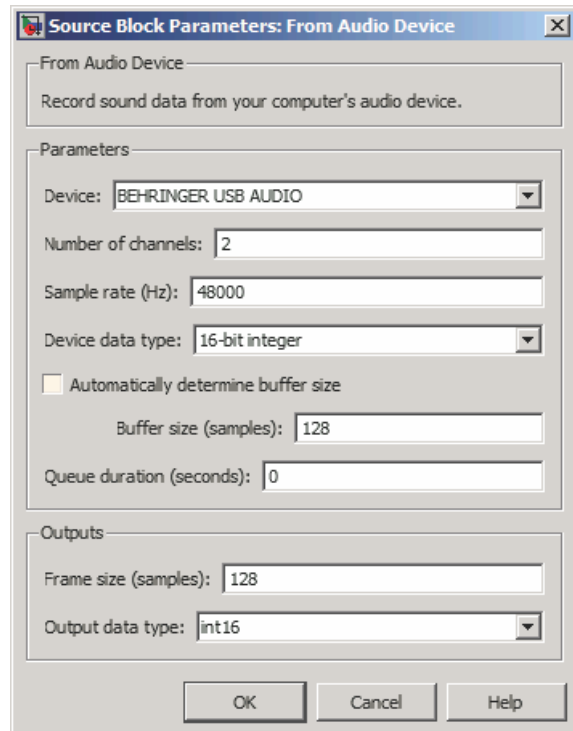 Source Block Parameters: From Audio Device
From Audio Device
Record sound data from your computer's audio device.
Parameters
Device: BEHRINGER USB AUDIO
Number of channels: 2
Sample rate (Hz): 48000
Device data type: 16-bit integer
Automatically determine buffer size
Buffer size (samples): 128
Queue duration (seconds): 0
Outputs
Frame size (samples): 128
Output data type: int16
OK Cancel Help